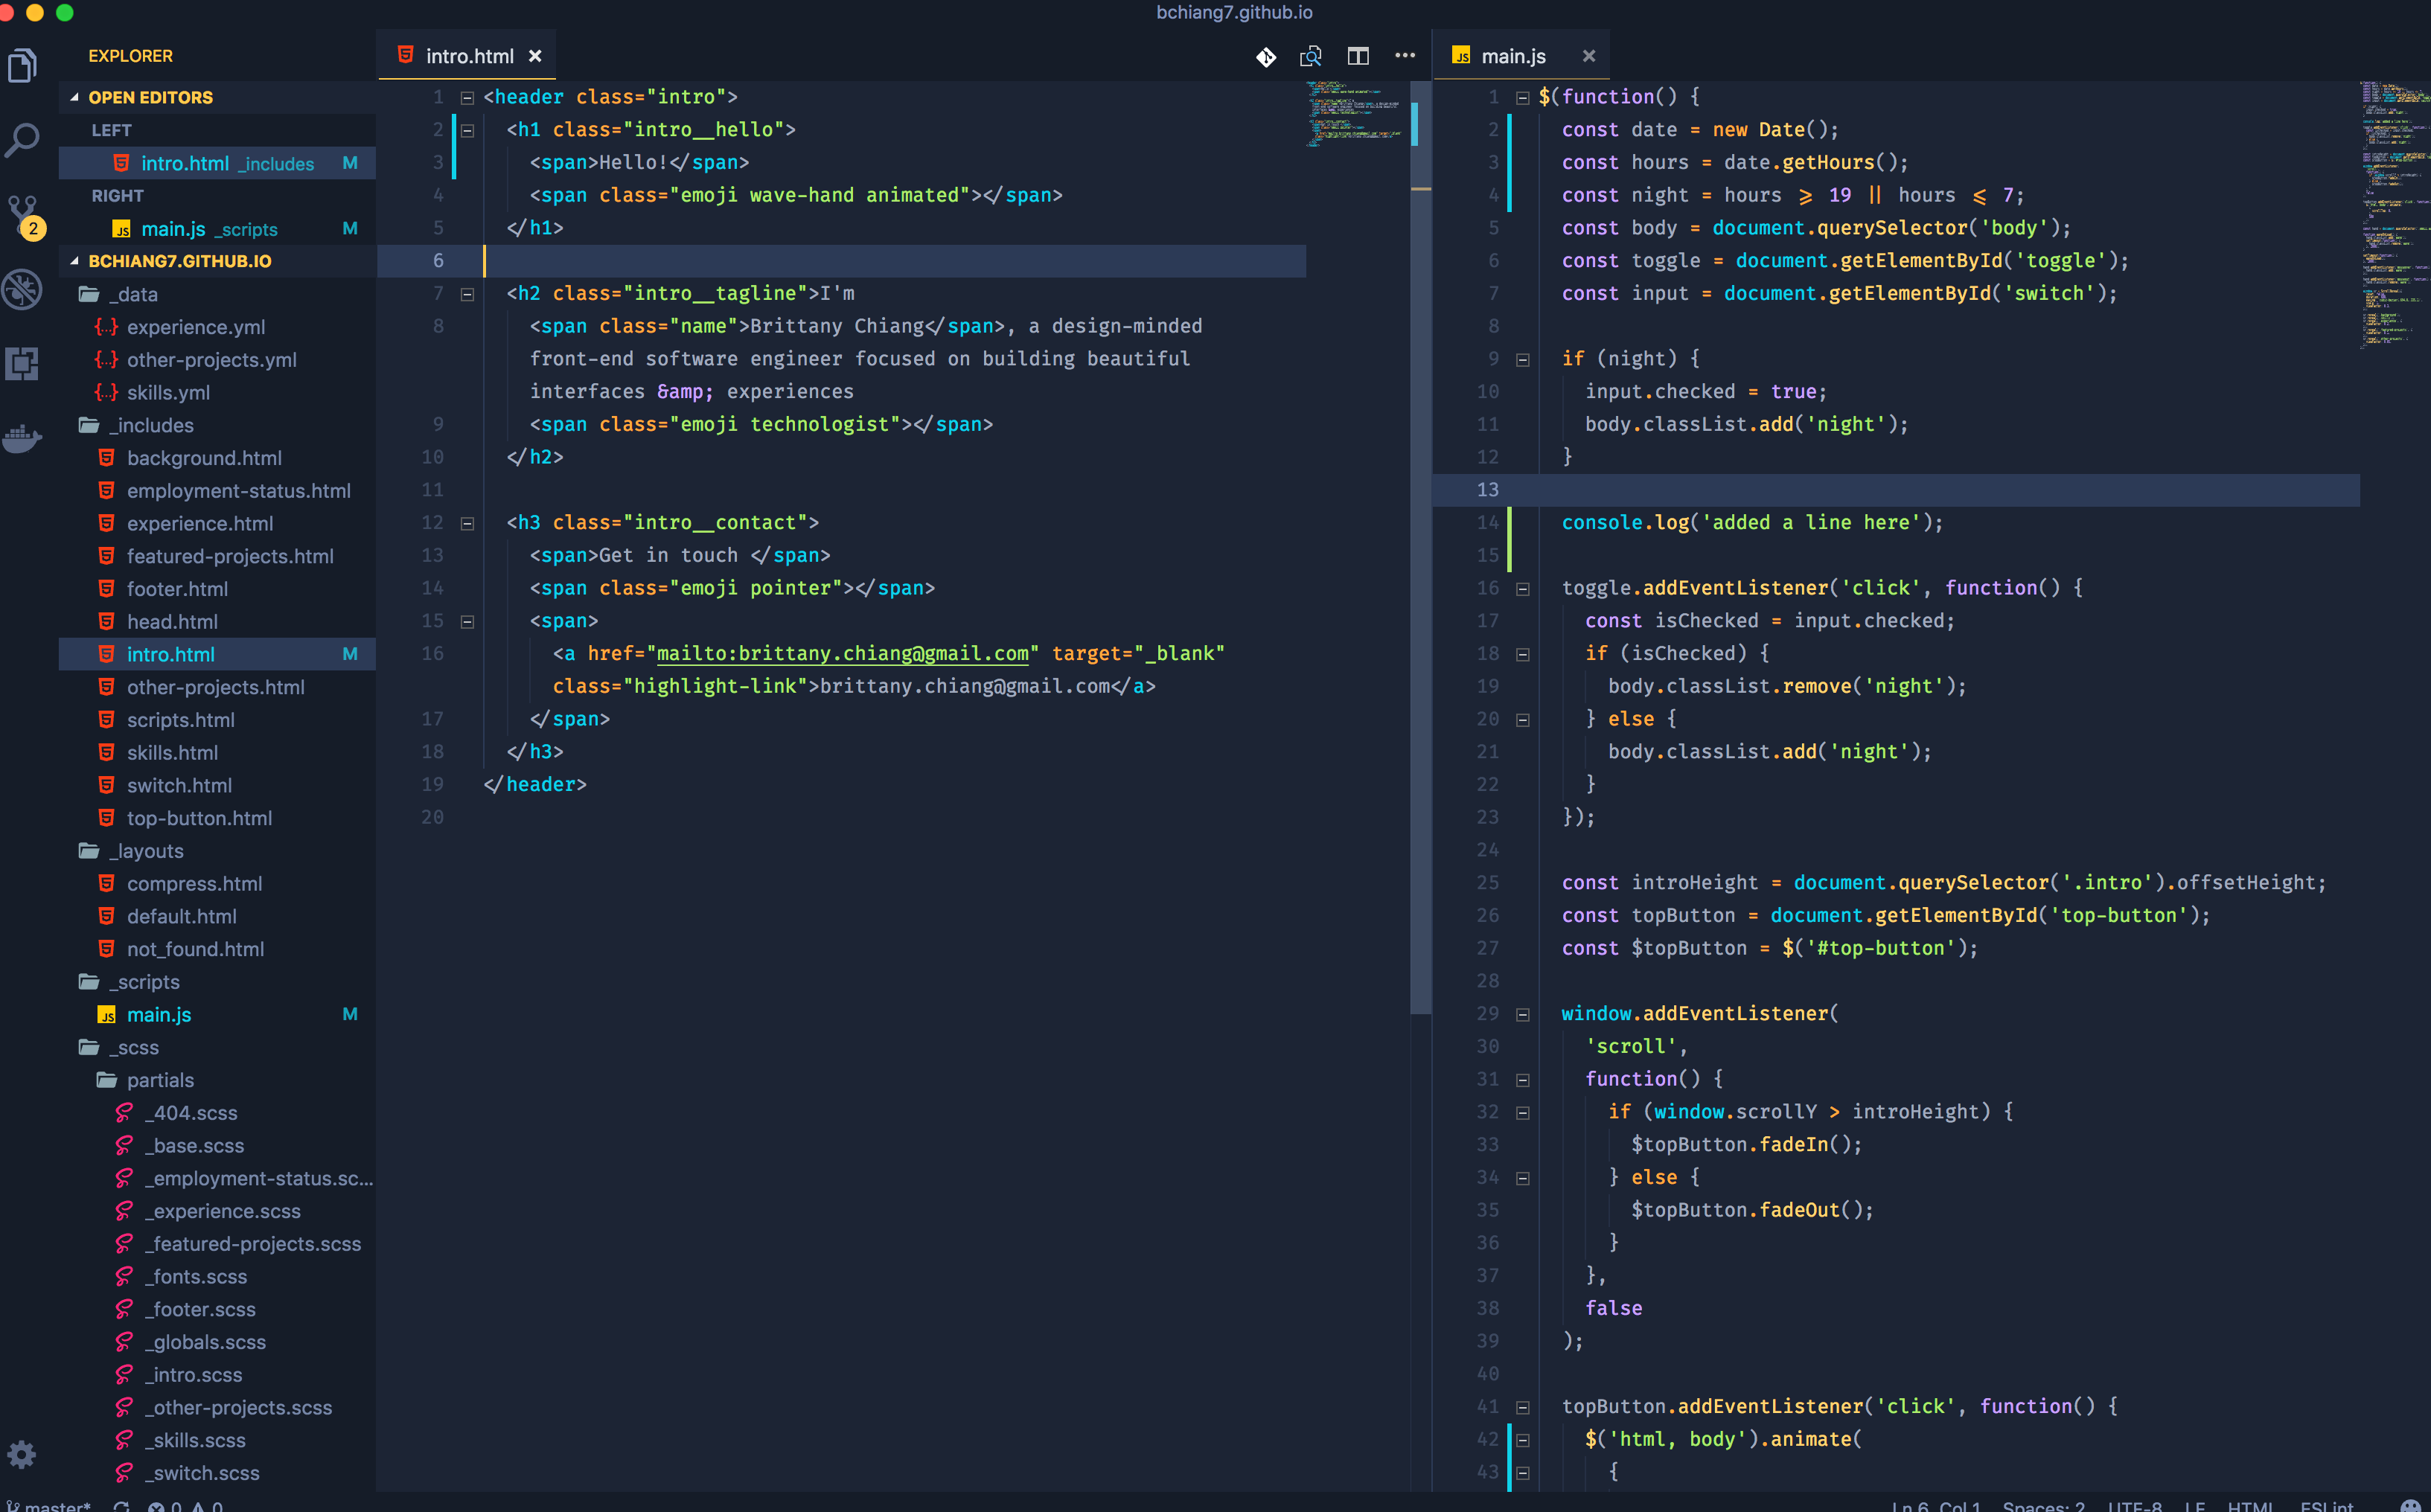 bchiang7.github.io
EXPLORER
OPEN EDITORS
LEFT
intro.html _includes M
RIGHT
JS main.js _scripts M
BCHIANG7.GITHUB.IO
_data
{..} experience.yml
{..} other-projects.yml
{..} skills.yml
_includes
background.html
employment-status.html
experience.html
featured-projects.html
footer.html
head.html
intro.html M
other-projects.html
scripts.html
skills.html
switch.html
top-button.html
_layouts
compress.html
default.html
not_found.html
_scripts
JS main.js M
_scss
partials
_404.scss
_base.scss
_employment-status.sc...
_experience.scss
_featured-projects.scss
_fonts.scss
_footer.scss
_globals.scss
_intro.scss
_other-projects.scss
_skills.scss
_switch.scss
2
intro.html ×
1 <header class="intro">
2 <h1 class="intro__hello">
3 <span>Hello!</span>
4 <span class="emoji wave-hand animated"></span>
5 </h1>
6
7 <h2 class="intro__tagline">I'm
8 <span class="name">Brittany Chiang</span>, a design-minded
front-end software engineer focused on building beautiful
interfaces &amp; experiences
9 <span class="emoji technologist"></span>
10 </h2>
11
12 <h3 class="intro__contact">
13 <span>Get in touch </span>
14 <span class="emoji pointer"></span>
15 <span>
16 <a href="mailto:brittany.chiang@gmail.com" target="_blank"
class="highlight-link">brittany.chiang@gmail.com</a>
17 </span>
18 </h3>
19 </header>
20
JS main.js ×
1 $(function() {
2 const date = new Date();
3 const hours = date.getHours();
4 const night = hours ⩾ 19 || hours ⩽ 7;
5 const body = document.querySelector('body');
6 const toggle = document.getElementById('toggle');
7 const input = document.getElementById('switch');
8
9 if (night) {
10 input.checked = true;
11 body.classList.add('night');
12 }
13
14 console.log('added a line here');
15
16 toggle.addEventListener('click', function() {
17 const isChecked = input.checked;
18 if (isChecked) {
19 body.classList.remove('night');
20 } else {
21 body.classList.add('night');
22 }
23 });
24
25 const introHeight = document.querySelector('.intro').offsetHeight;
26 const topButton = document.getElementById('top-button');
27 const $topButton = $('#top-button');
28
29 window.addEventListener(
30 'scroll',
31 function() {
32 if (window.scrollY > introHeight) {
33 $topButton.fadeIn();
34 } else {
35 $topButton.fadeOut();
36 }
37 },
38 false
39 );
40
41 topButton.addEventListener('click', function() {
42 $('html, body').animate(
43 {
master* 0 0 Ln 6, Col 1 Spaces: 2 UTF-8 LF HTML ESLint